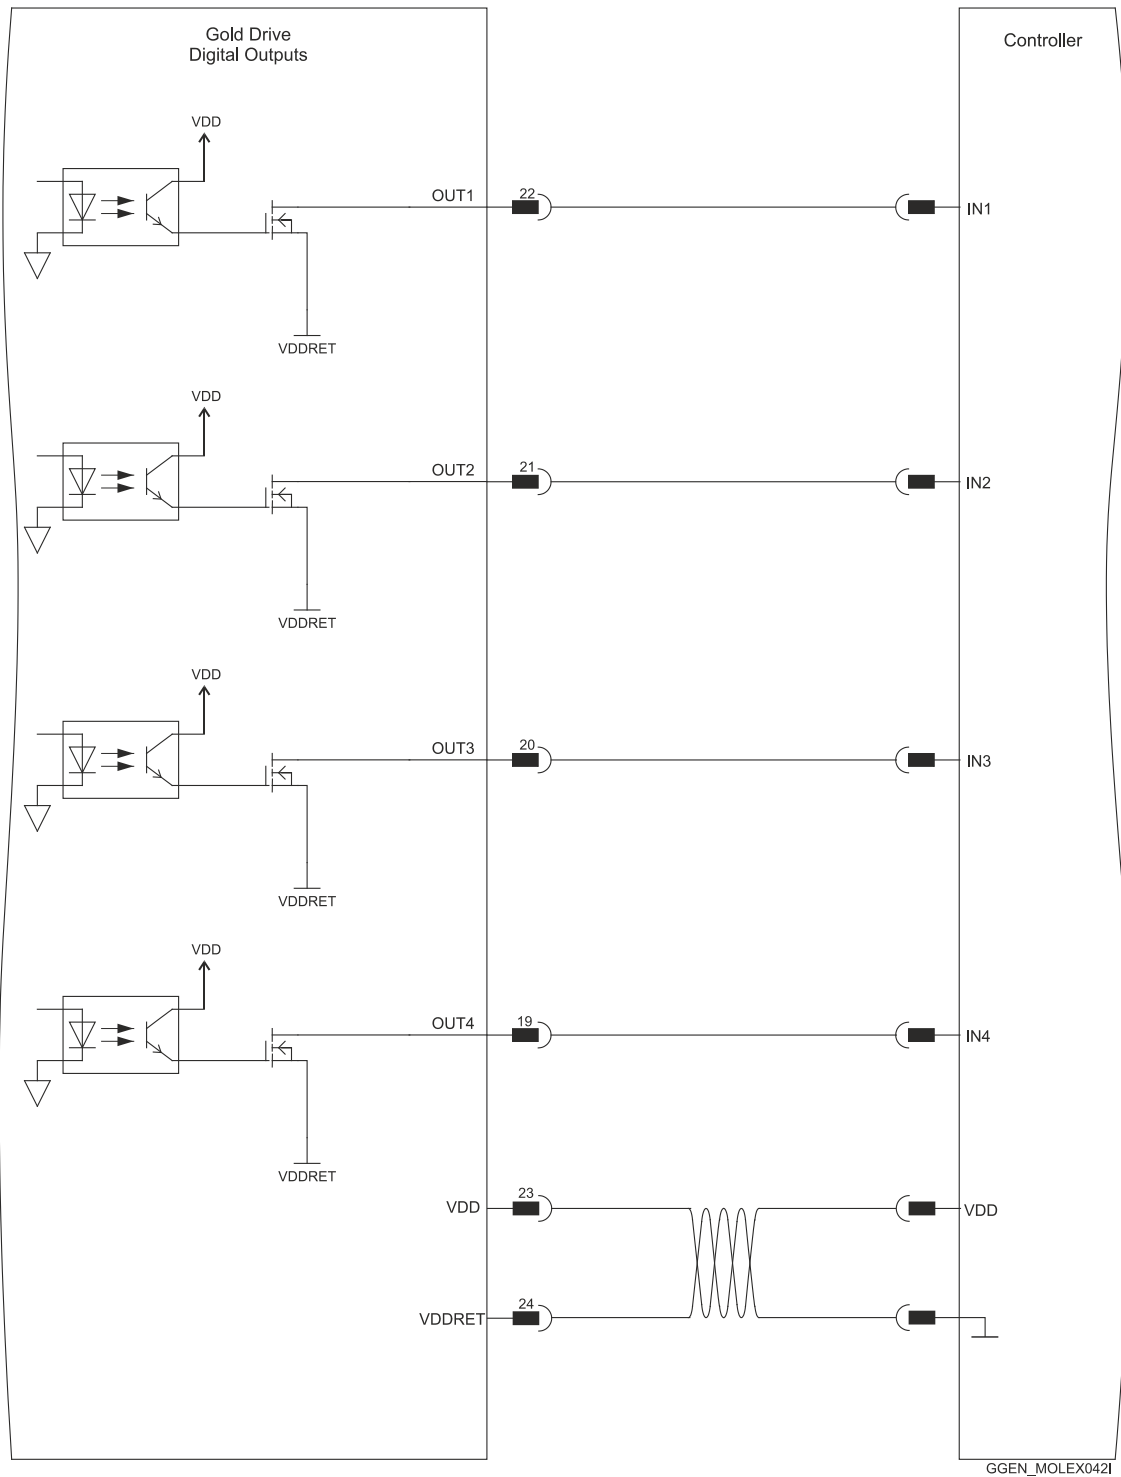 Gold Drive
Digital Outputs
Controller
VDD
OUT1
22
IN1
VDDRET
VDD
OUT2
21
IN2
VDDRET
VDD
OUT3
20
IN3
VDDRET
VDD
OUT4
19
IN4
VDDRET
VDD
23
VDD
VDDRET
24
GGEN_MOLEX042I